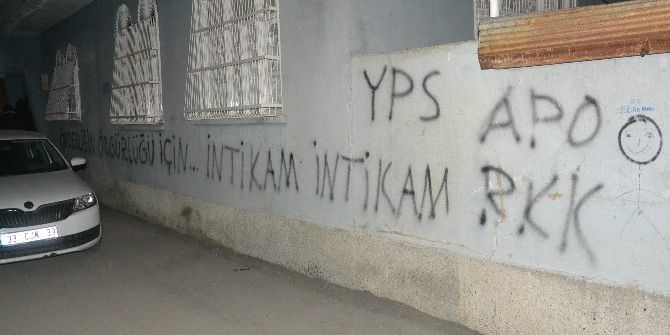 YPS APO
ÖZGÜRLÜĞÜ İÇİN... İNTİKAM İNTİKAM PKK